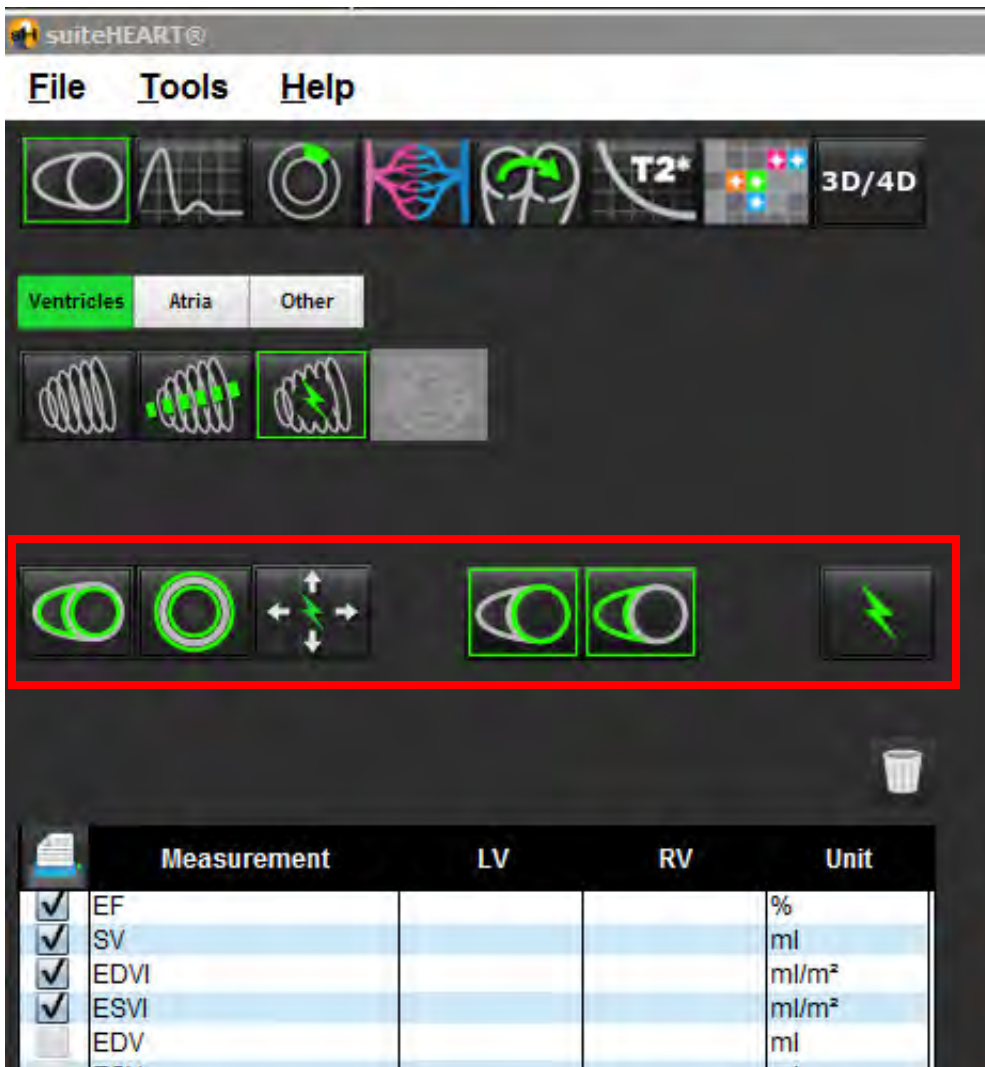 suiteHEART®
File Tools Help
T2* 3D/4D
Ventricles Atria Other
Measurement LV RV Unit
EF %
SV ml
EDVI ml/m²
ESVI ml/m²
EDV ml